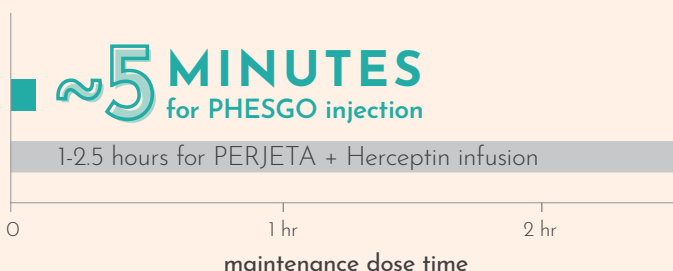 ~5 MINUTES
for PHESGO injection
1-2.5 hours for PERJETA + Herceptin infusion
0 1 hr 2 hr
maintenance dose time